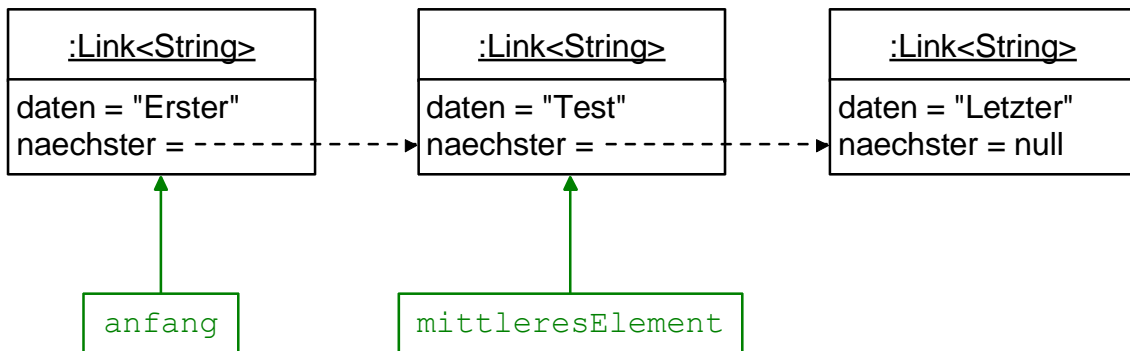 :Link<String>
daten = "Erster"
naechster =
:Link<String>
daten = "Test"
naechster =
:Link<String>
daten = "Letzter"
naechster = null
anfang
mittleresElement